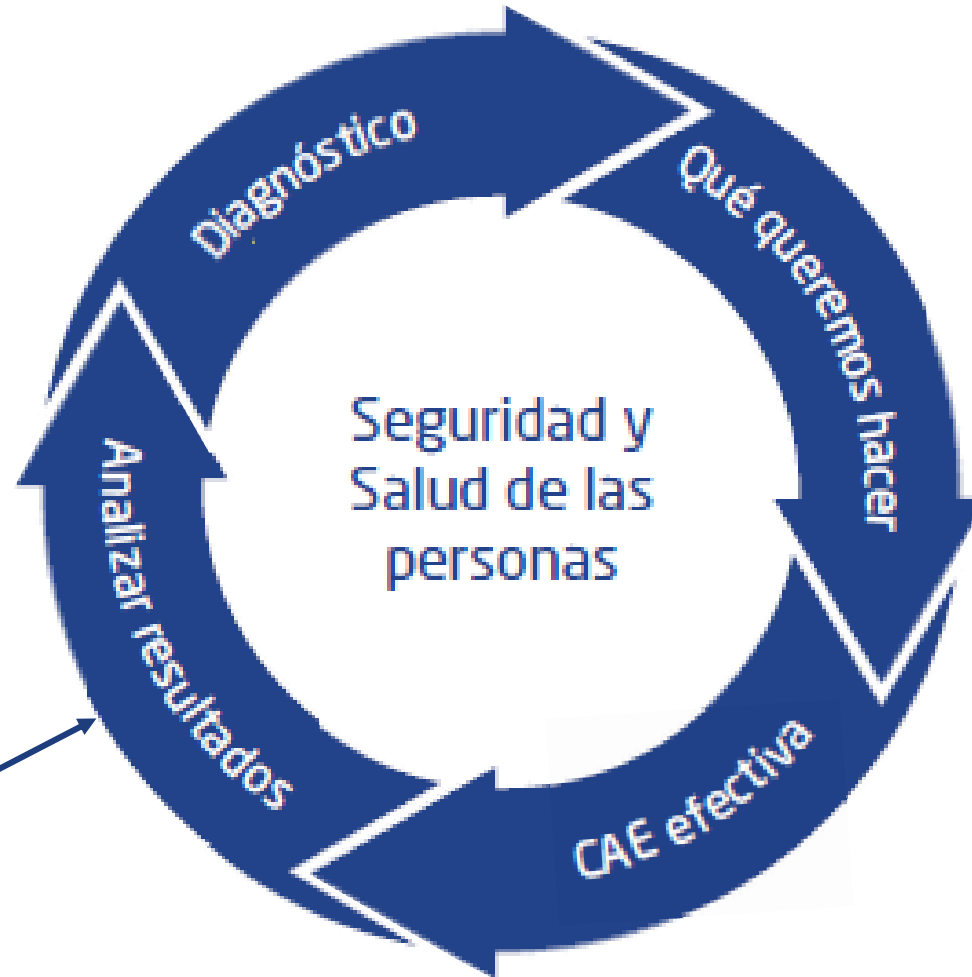 Diagnóstico
Qué queremos hacer
CAE efectiva
Analizar resultados
Seguridad y
Salud de las
personas